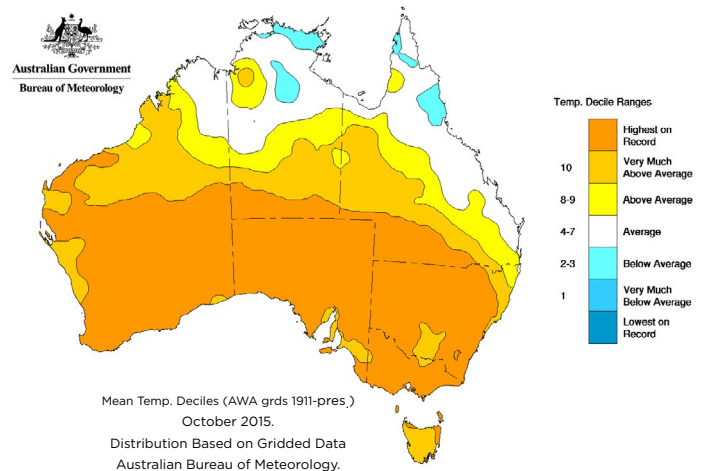 Australian Government
Bureau of Meteorology
Temp. Decile Ranges
Highest on
Record
10
Very Much
Above Average
8-9
Above Average
4-7
Average
2-3
Below Average
1
Very Much
Below Average
Lowest on
Record
Mean Temp. Deciles (AWA grds 1911-pres.)
October 2015.
Distribution Based on Gridded Data
Australian Bureau of Meteorology.